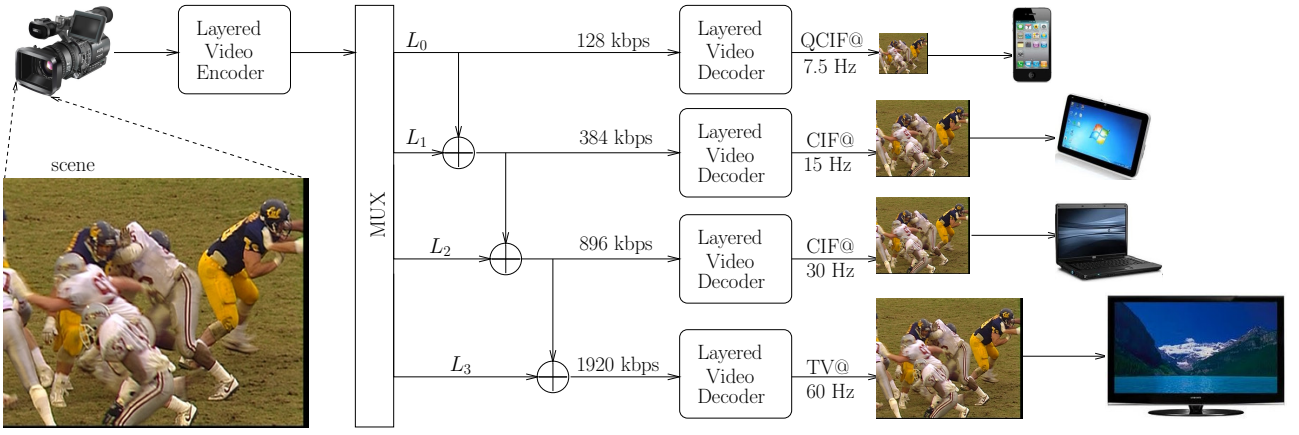 Layered
Video
Encoder
scene
MUX
L0
128 kbps
Layered
Video
Decoder
QCIF@
7.5 Hz
L1
384 kbps
Layered
Video
Decoder
CIF@
15 Hz
L2
896 kbps
Layered
Video
Decoder
CIF@
30 Hz
L3
1920 kbps
Layered
Video
Decoder
TV@
60 Hz